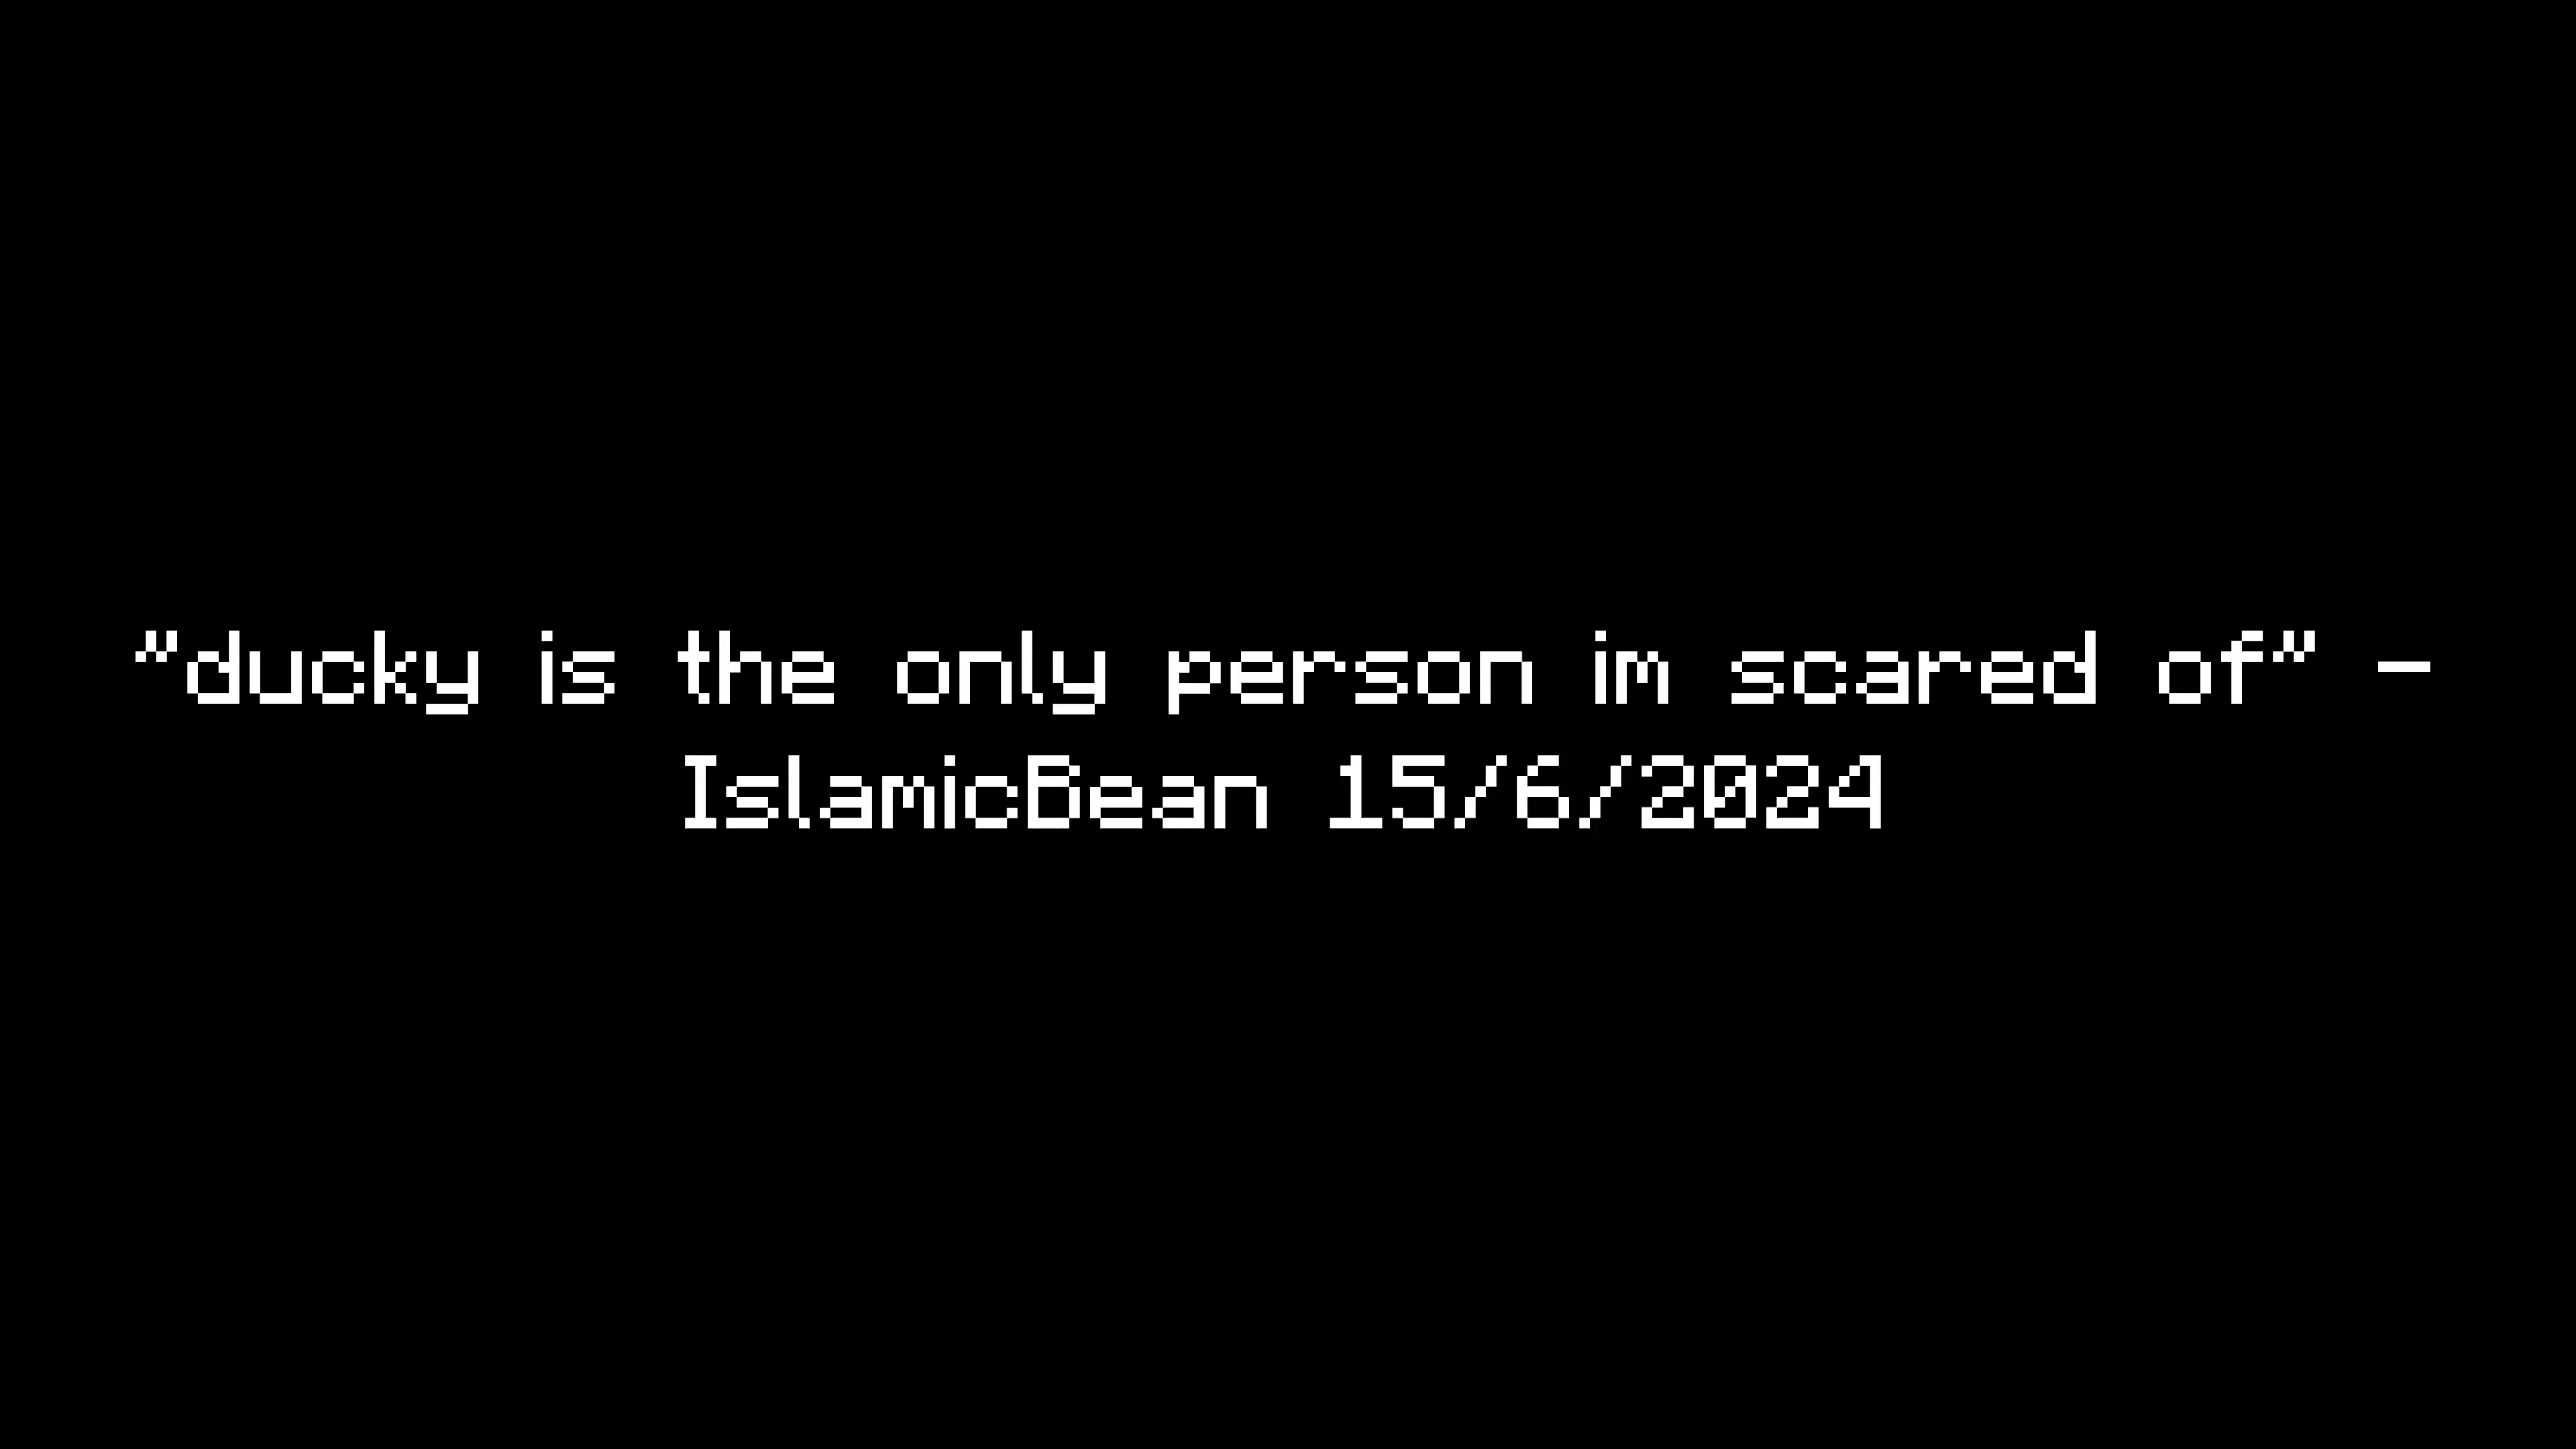 "ducky is the only person im scared of" -
IslamicBean 15/6/2024